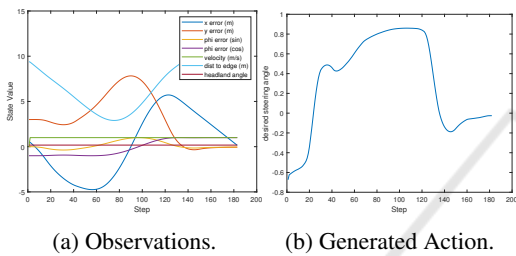 15
10
5
0
-5
State Value
0 20 40 60 80 100 120 140 160 180 200
Step
x error (m)
y error (m)
phi error (sin)
phi error (cos)
velocity (m/s)
dist to edge (m)
headland angle
(a) Observations.
1
0.8
0.6
0.4
0.2
0
-0.2
-0.4
-0.6
-0.8
desired steering angle
0 20 40 60 80 100 120 140 160 180 200
Step
(b) Generated Action.